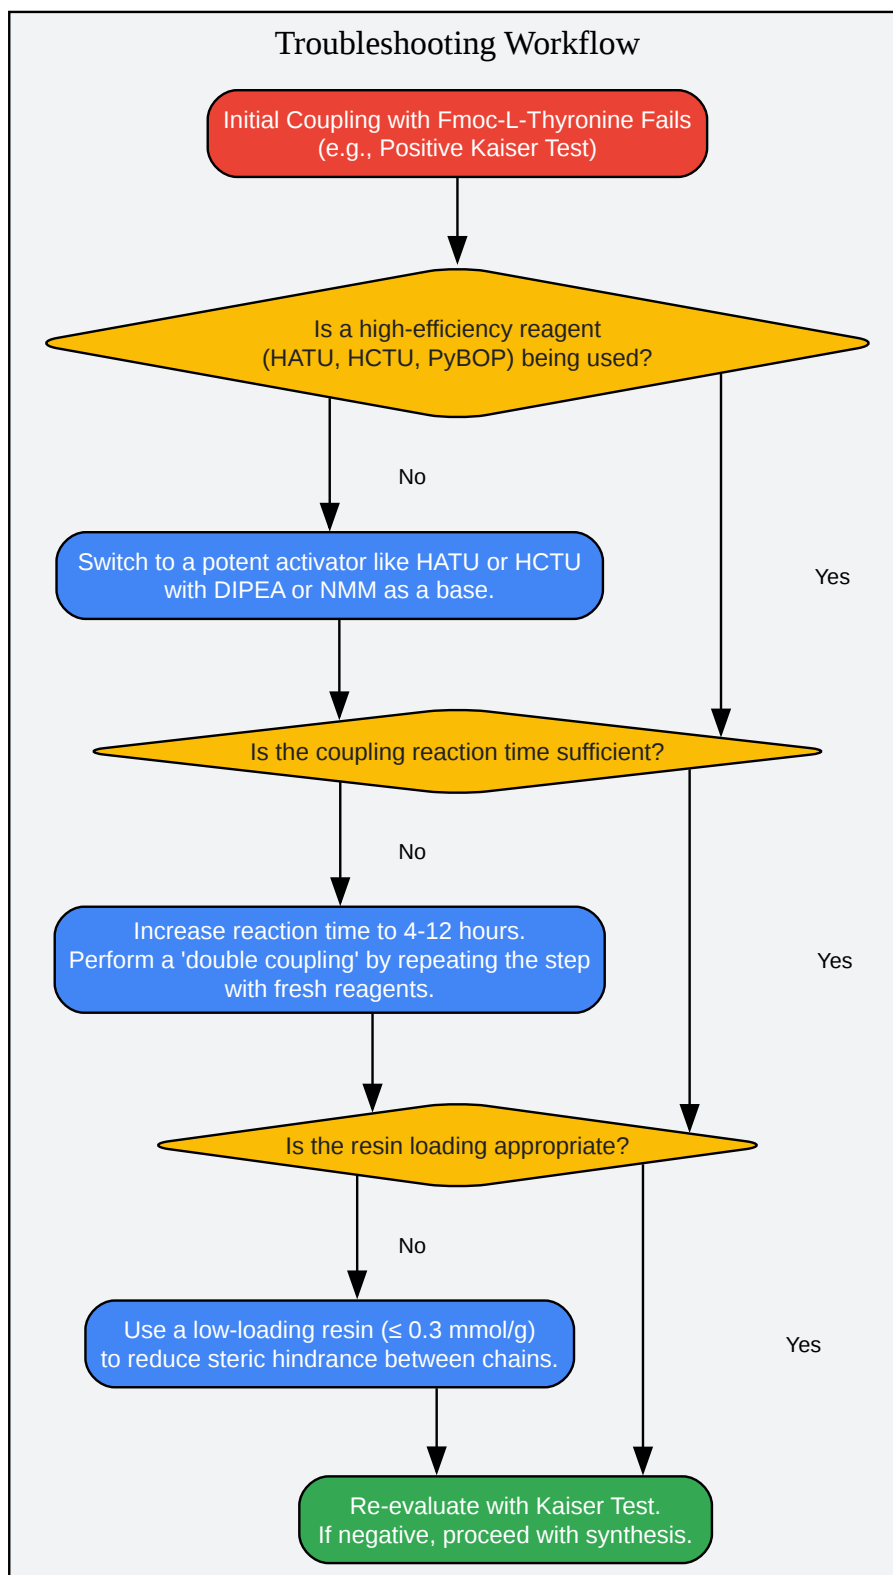 Troubleshooting Workflow
Initial Coupling with Fmoc-L-Thyronine Fails
(e.g., Positive Kaiser Test)
Is a high-efficiency reagent
(HATU, HCTU, PyBOP) being used?
No
Switch to a potent activator like HATU or HCTU
with DIPEA or NMM as a base.
Yes
Is the coupling reaction time sufficient?
No
Increase reaction time to 4-12 hours.
Perform a 'double coupling' by repeating the step
with fresh reagents.
Yes
Is the resin loading appropriate?
No
Use a low-loading resin (≤ 0.3 mmol/g)
to reduce steric hindrance between chains.
Yes
Re-evaluate with Kaiser Test.
If negative, proceed with synthesis.